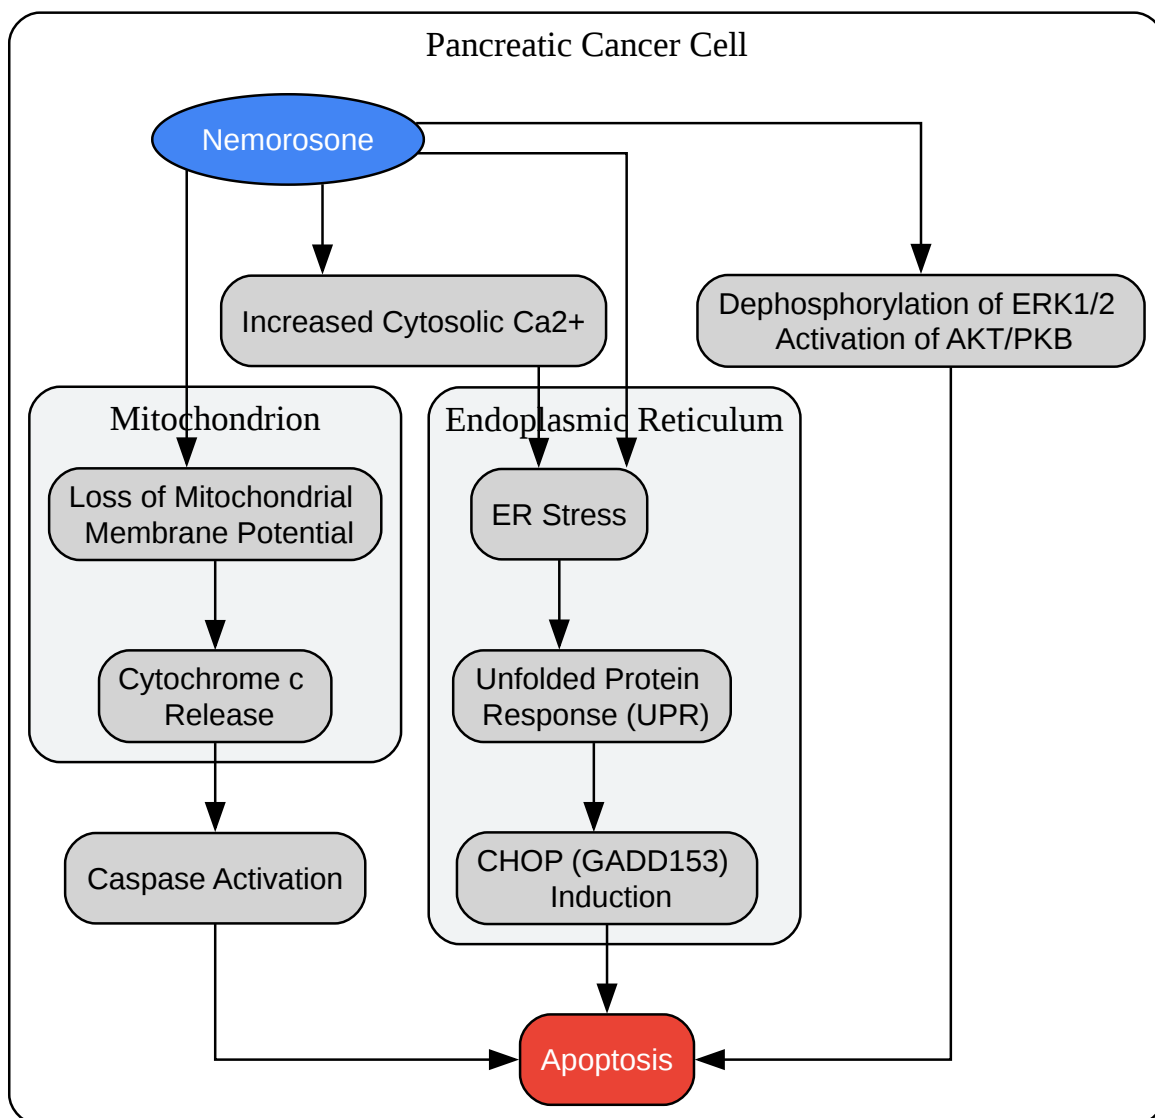 Pancreatic Cancer Cell
Nemorosone
Increased Cytosolic Ca2+
Dephosphorylation of ERK1/2
Activation of AKT/PKB
Mitochondrion
Endoplasmic Reticulum
Loss of Mitochondrial
Membrane Potential
ER Stress
Cytochrome c
Release
Unfolded Protein
Response (UPR)
Caspase Activation
CHOP (GADD153)
Induction
Apoptosis